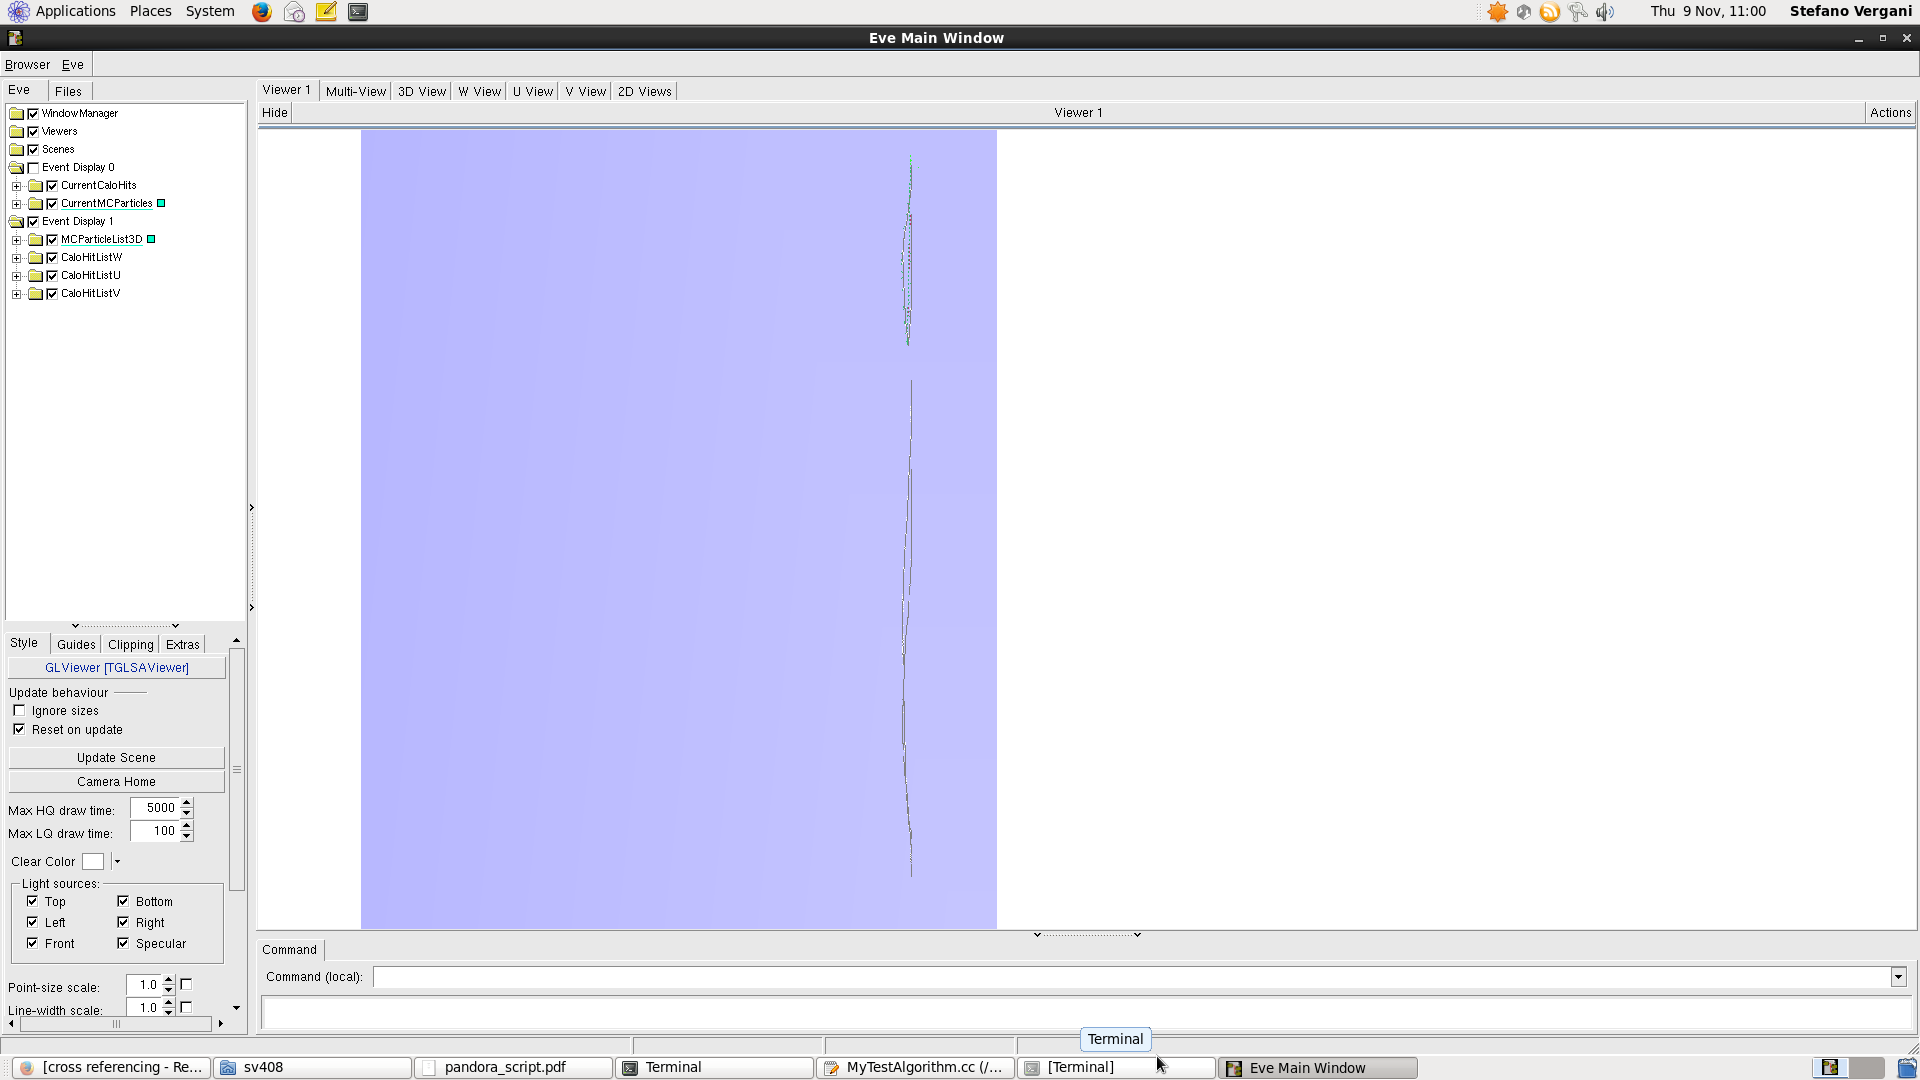 Applications Places System Thu 9 Nov, 11:00 Stefano Vergani
Eve Main Window
Browser Eve
Eve Files Viewer 1 Multi-View 3D View W View U View V View 2D Views
Hide Viewer 1 Actions
WindowManager
Viewers
Scenes
Event Display 0
CurrentCaloHits
CurrentMCParticles
Event Display 1
MCParticleList3D
CaloHitListW
CaloHitListU
CaloHitListV
Style Guides Clipping Extras
GLViewer [TGLSAViewer]
Update behaviour
Ignore sizes
Reset on update
Update Scene
Camera Home
Max HQ draw time: 5000
Max LQ draw time: 100
Clear Color
Light sources:
Top Bottom
Left Right
Front Specular
Point-size scale: 1.0
Line-width scale: 1.0
Command
Command (local):
Terminal
[cross referencing - Re... sv408 pandora_script.pdf Terminal MyTestAlgorithm.cc (/... [Terminal] Eve Main Window